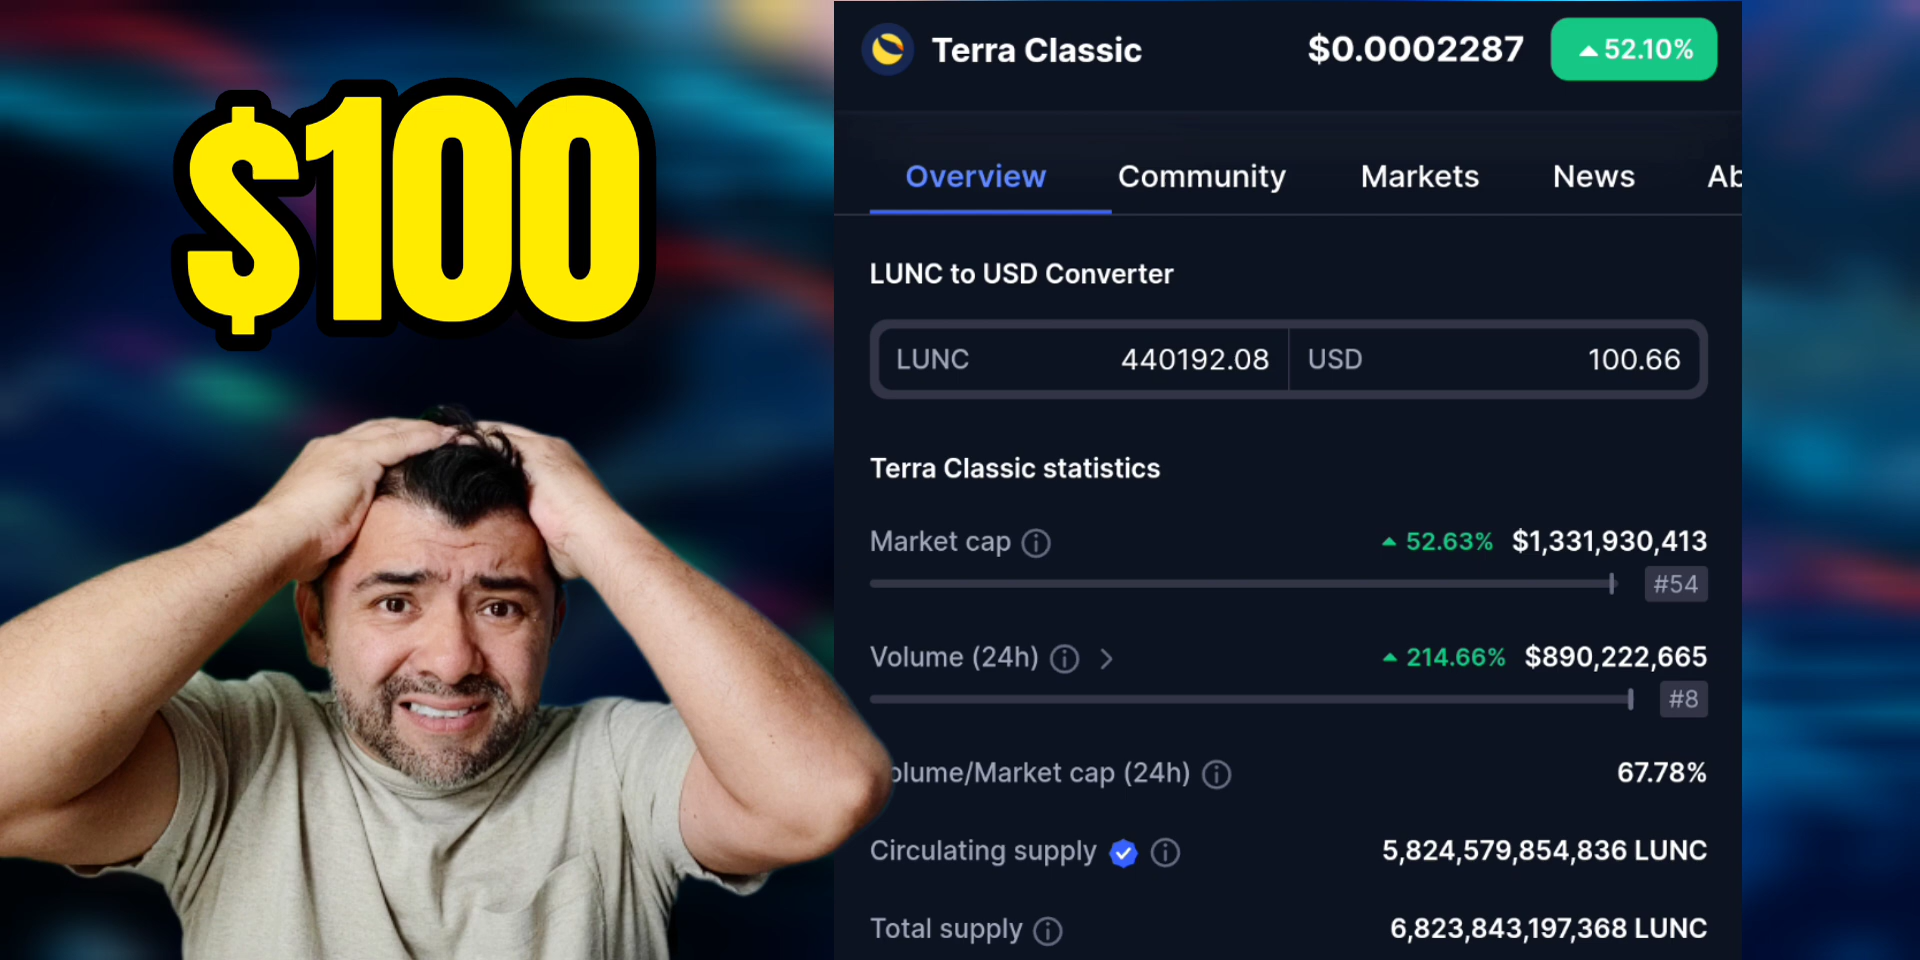 $100
Terra Classic $0.0002287 52.10%
Overview Community Markets News Ab
LUNC to USD Converter
LUNC 440192.08 USD 100.66
Terra Classic statistics
Market cap 52.63% $1,331,930,413
#54
Volume (24h) 214.66% $890,222,665
#8
olume/Market cap (24h) 67.78%
Circulating supply 5,824,579,854,836 LUNC
Total supply 6,823,843,197,368 LUNC